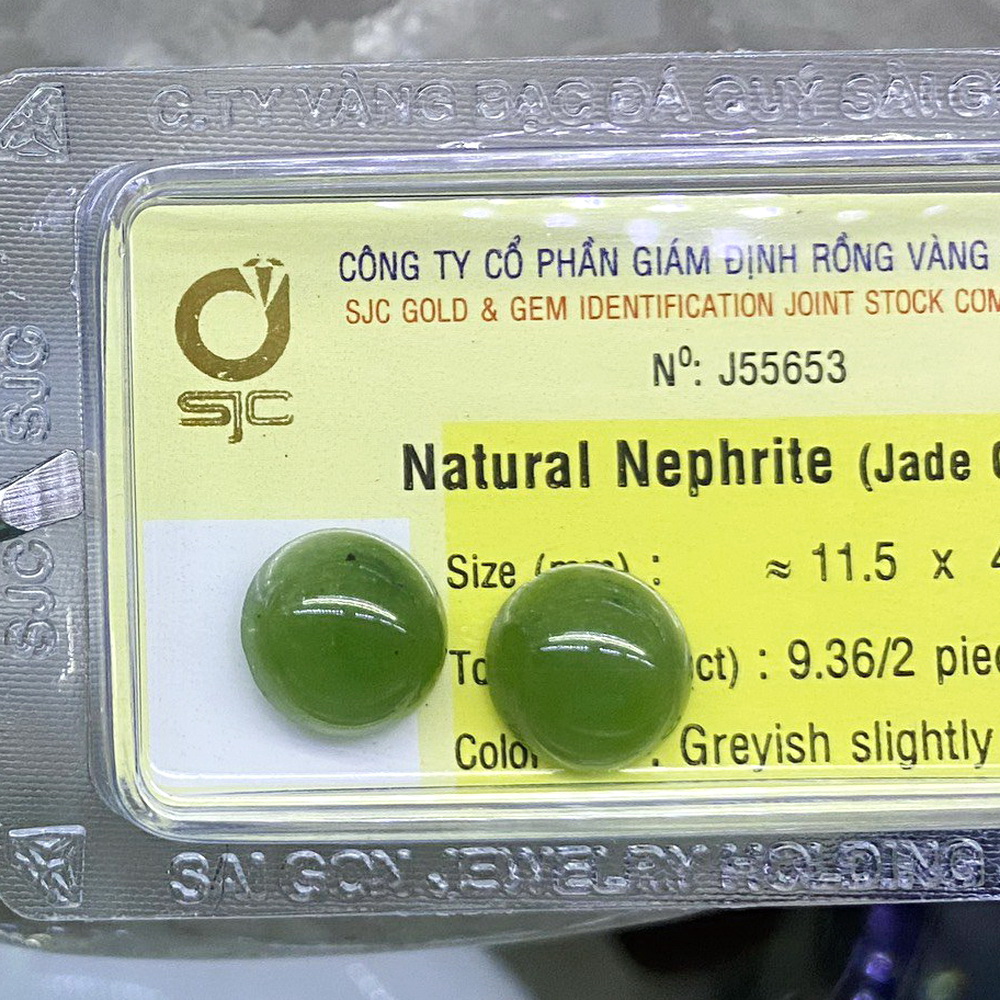 C.TY VÀNG BẠC ĐÁ QUÝ SÀI G
CÔNG TY CỔ PHẦN GIÁM ĐỊNH RỒNG VÀNG
SJC GOLD & GEM IDENTIFICATION JOINT STOCK COM
Nº: J55653
SJC
SJC
SJC
Natural Nephrite (Jade
Size (mm) : ≈ 11.5 x 4
ct) : 9.36/2 piec
Greyish slightly
SAI GON JEWELRY HOLDING